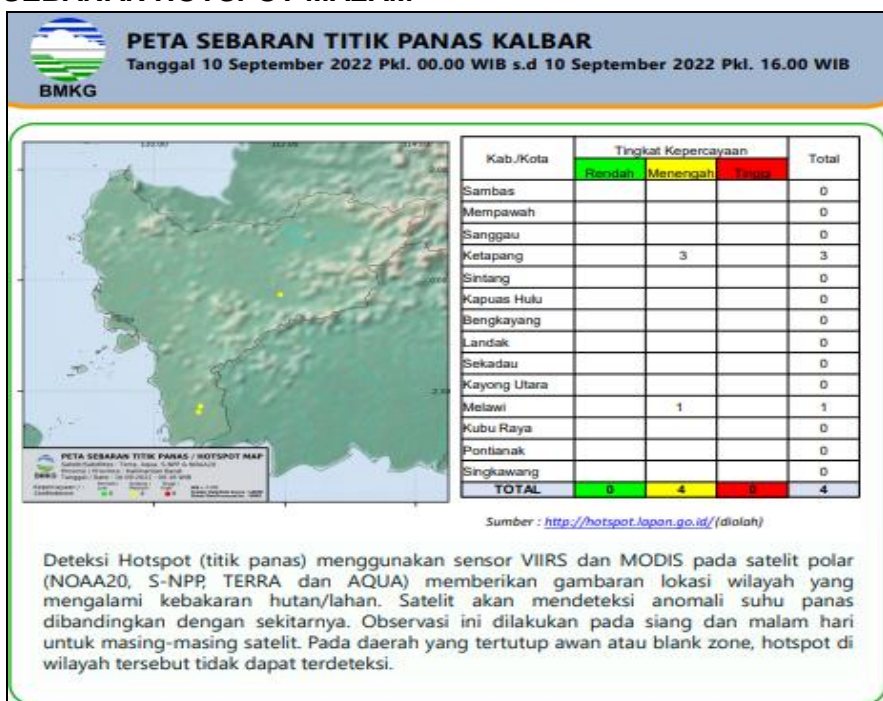 PETA SEBARAN TITIK PANAS KALBAR
Tanggal 10 September 2022 Pkl. 00.00 WIB s.d 10 September 2022 Pkl. 16.00 WIB
BMKG
Kab./Kota Tingkat Kepercayaan Total
Rendah Menengah Tinggi
Sambas 0
Mempawah 0
Sanggau 0
Ketapang 3 3
Sintang 0
Kapuas Hulu 0
Bengkayang 0
Landak 0
Sekadau 0
Kayong Utara 0
Melawi 1 1
Kubu Raya 0
Pontianak 0
Singkawang 0
TOTAL 0 4 0 4
PETA SEBARAN TITIK PANAS / HOTSPOT MAP
BMKG
Sumber : http://hotspot.lapan.go.id/ (diolah)
Deteksi Hotspot (titik panas) menggunakan sensor VIIRS dan MODIS pada satelit polar
(NOAA20, S-NPP, TERRA dan AQUA) memberikan gambaran lokasi wilayah yang
mengalami kebakaran hutan/lahan. Satelit akan mendeteksi anomali suhu panas
dibandingkan dengan sekitarnya. Observasi ini dilakukan pada siang dan malam hari
untuk masing-masing satelit. Pada daerah yang tertutup awan atau blank zone, hotspot di
wilayah tersebut tidak dapat terdeteksi.